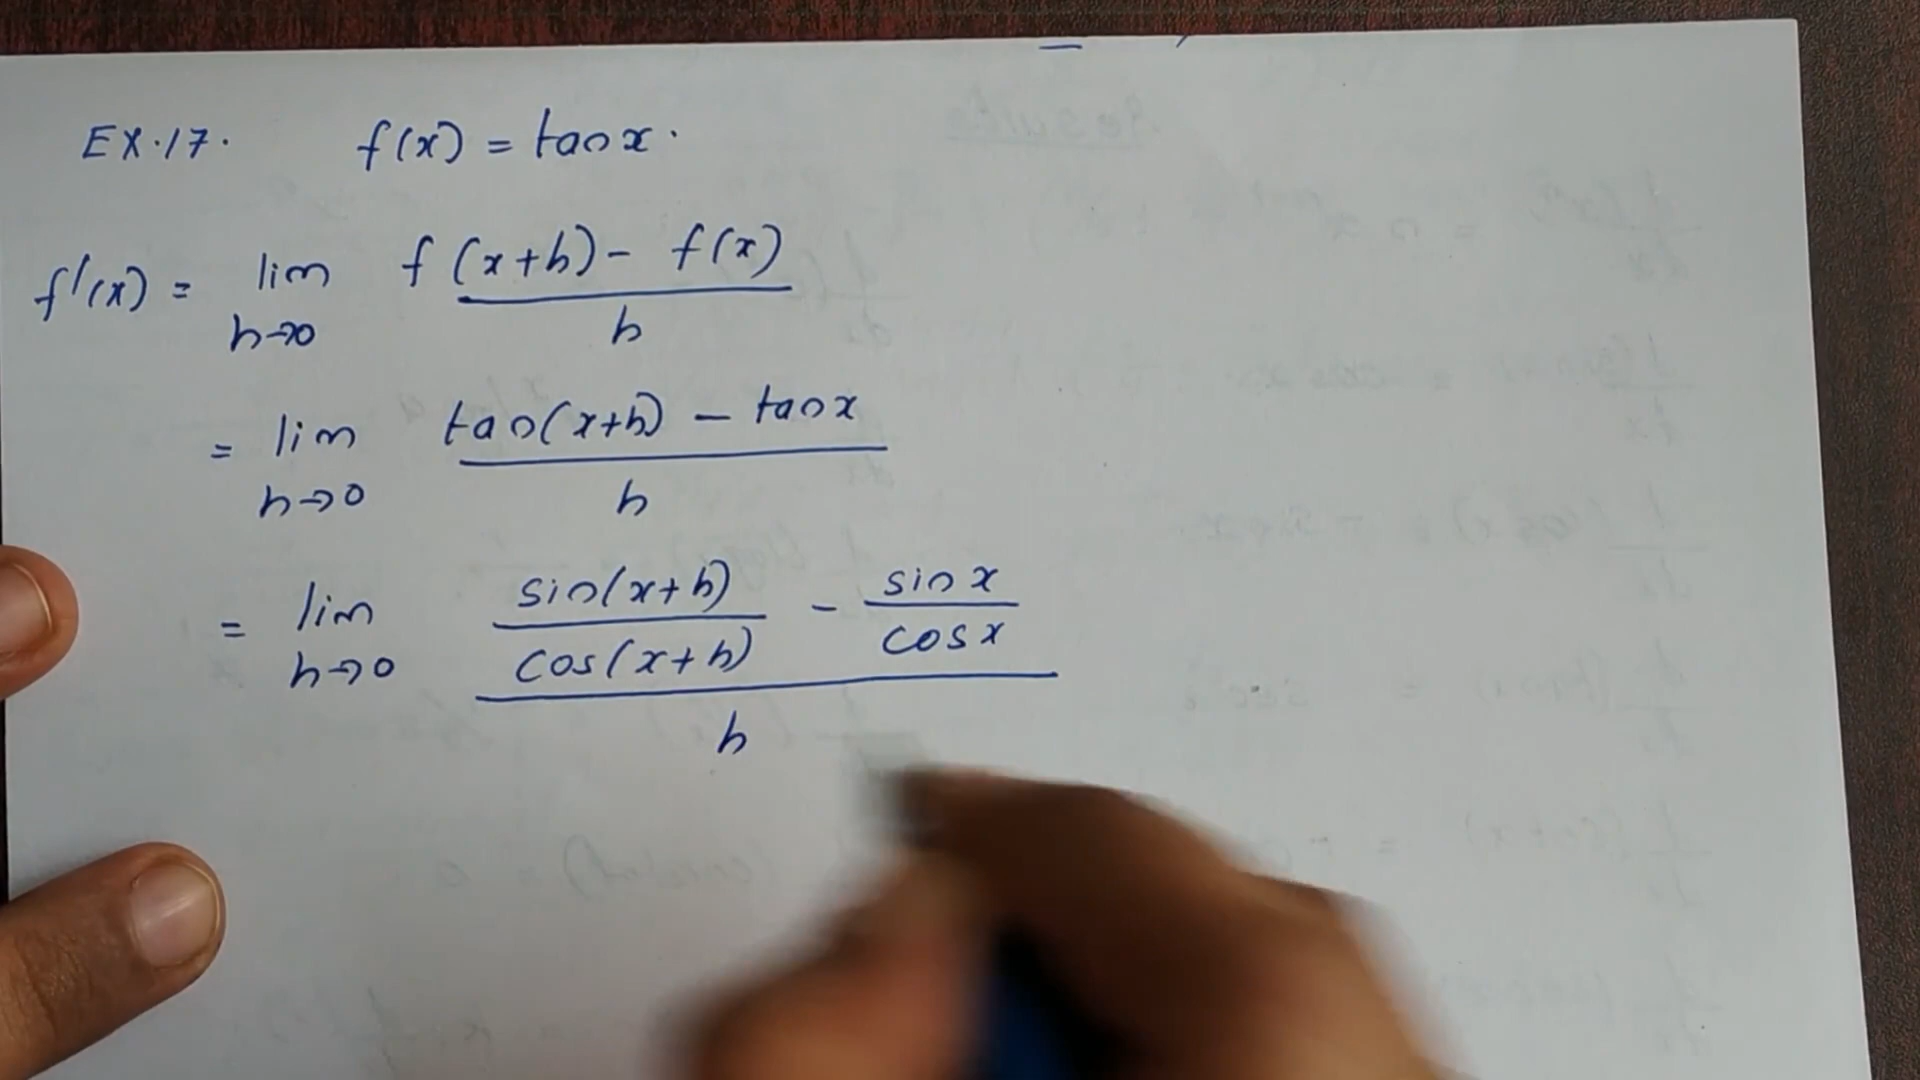 EX.17. f(x) = tan x.
f'(x) = lim h→0 f(x+h) - f(x) / h
= lim h→0 tan(x+h) - tan x / h
= lim h→0 sin(x+h) / cos(x+h) - sin x / cos x / h